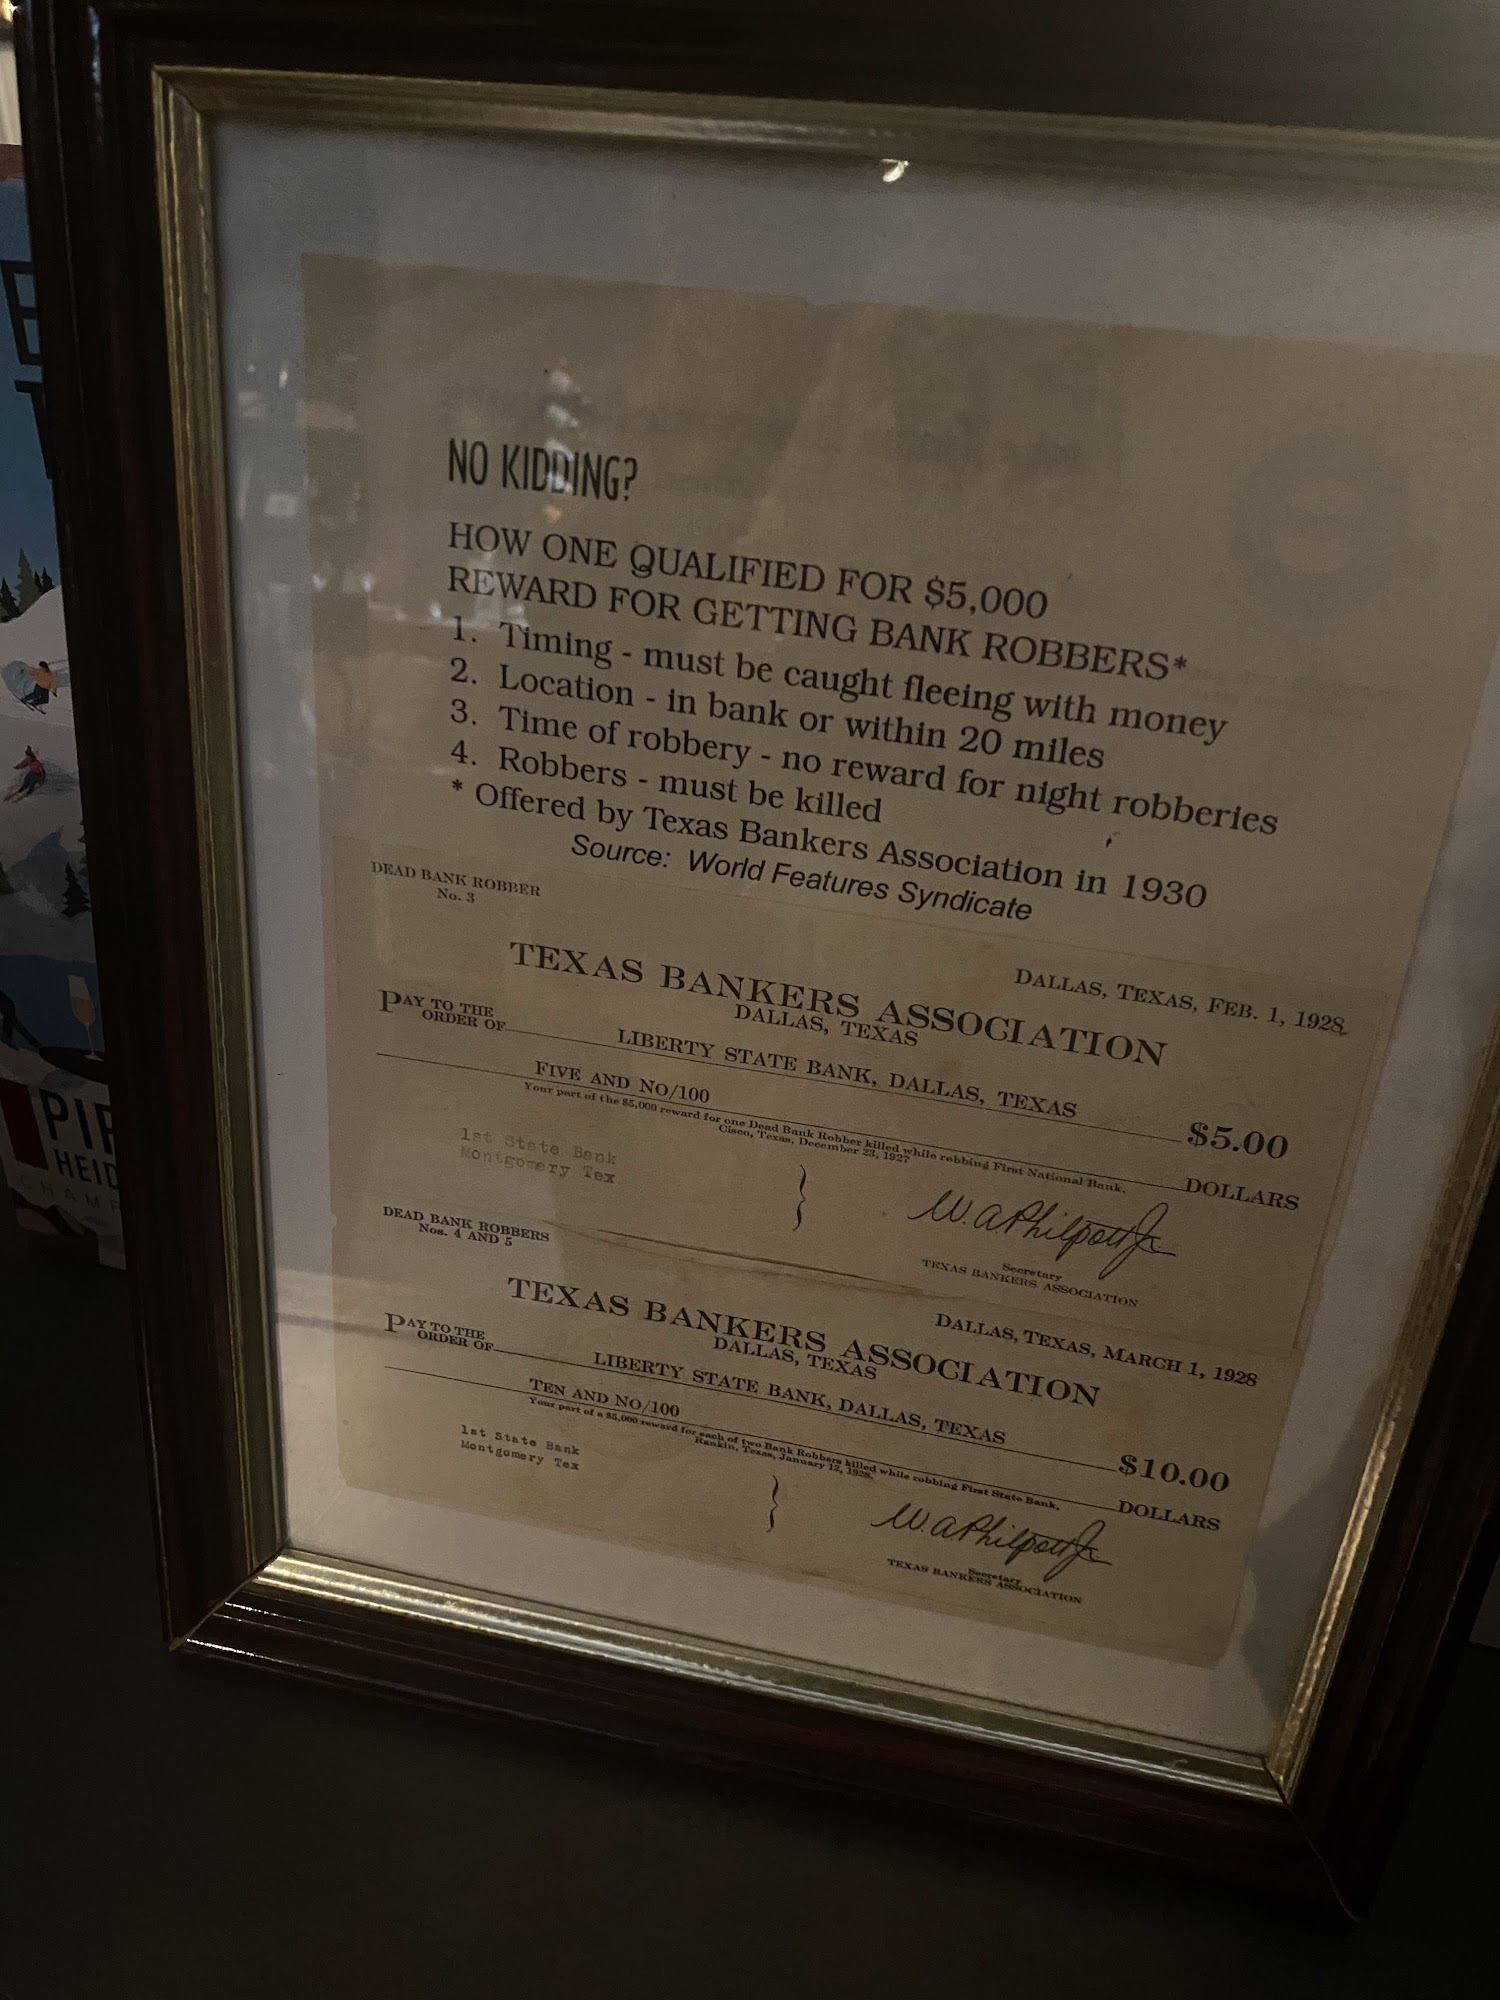 NO KIDDING?
HOW ONE QUALIFIED FOR $5,000
REWARD FOR GETTING BANK ROBBERS*
1. Timing - must be caught fleeing with money
2. Location - in bank or within 20 miles
3. Time of robbery - no reward for night robberies
4. Robbers - must be killed
* Offered by Texas Bankers Association in 1930
Source: World Features Syndicate
DEAD BANK ROBBER
No. 3
DALLAS, TEXAS, FEB. 1, 1928
TEXAS BANKERS ASSOCIATION
DALLAS, TEXAS
PAY TO THE
ORDER OF
LIBERTY STATE BANK, DALLAS, TEXAS
$5.00
FIVE AND NO/100
DOLLARS
Your part of the $5,000 reward for one Dead Bank Robber killed while robbing First National Bank,
Cisco, Texas, December 23, 1927
1st State Bank
Montgomery Tex
W. A. Philpott Jr.
Secretary
TEXAS BANKERS ASSOCIATION
DEAD BANK ROBBERS
Nos. 4 AND 5
DALLAS, TEXAS, MARCH 1, 1928
TEXAS BANKERS ASSOCIATION
DALLAS, TEXAS
PAY TO THE
ORDER OF
LIBERTY STATE BANK, DALLAS, TEXAS
$10.00
TEN AND NO/100
DOLLARS
Your part of a $5,000 reward for each of two Bank Robbers killed while robbing First State Bank,
Rankin, Texas, January 12, 1928.
1st State Bank
Montgomery Tex
W. A. Philpott Jr.
Secretary
TEXAS BANKERS ASSOCIATION